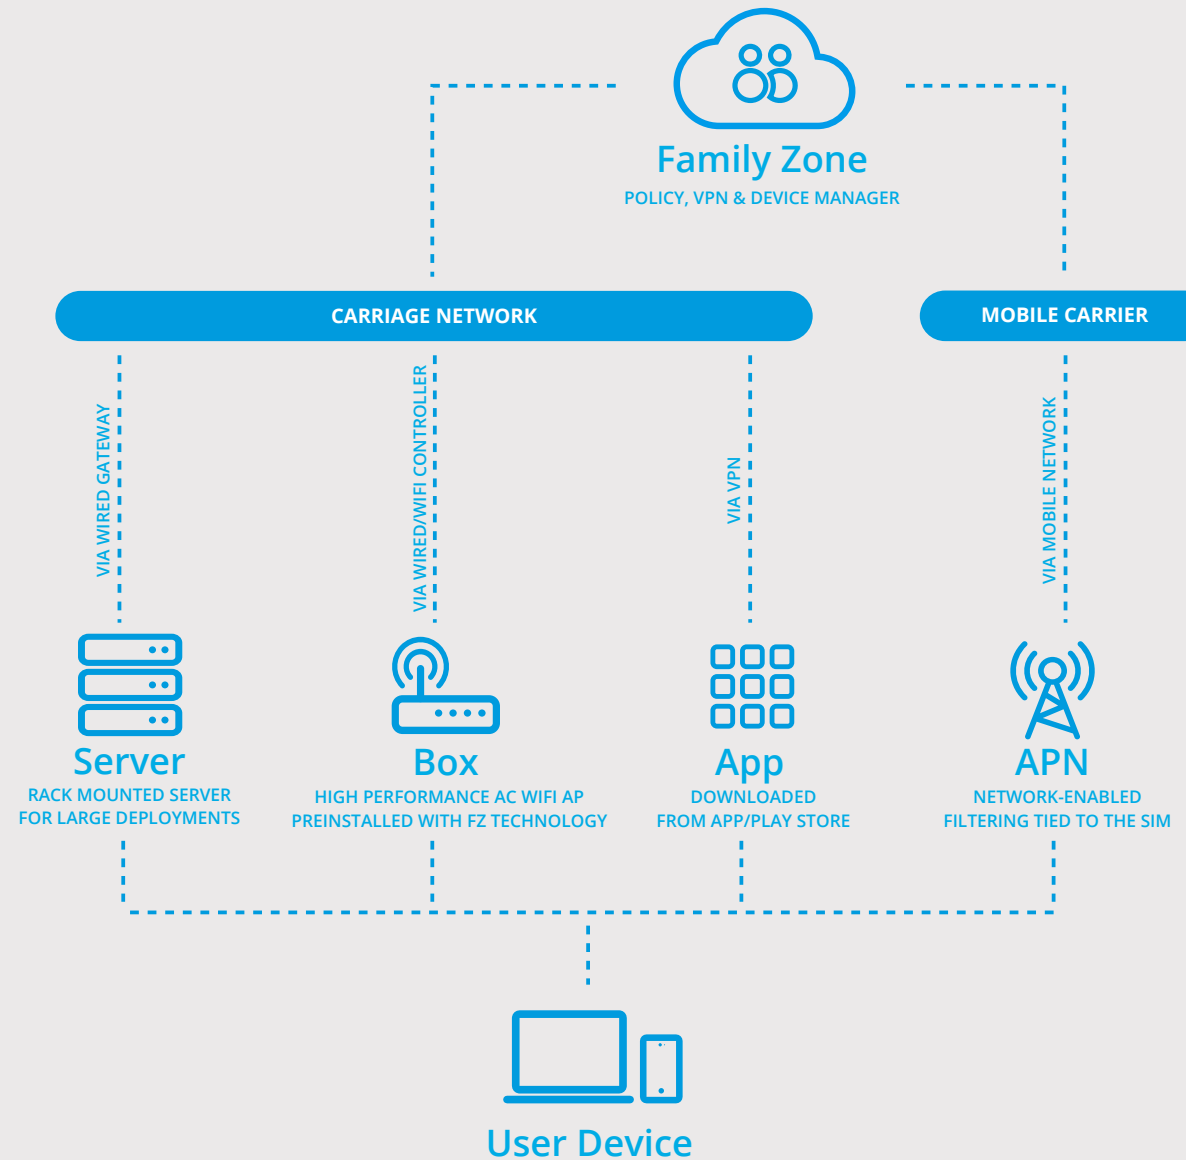 Family Zone
POLICY, VPN & DEVICE MANAGER
CARRIAGE NETWORK
MOBILE CARRIER
VIA WIRED GATEWAY
VIA WIRED/WIFI CONTROLLER
VIA VPN
VIA MOBILE NETWORK
Server
RACK MOUNTED SERVER
FOR LARGE DEPLOYMENTS
Box
HIGH PERFORMANCE AC WIFI AP
PREINSTALLED WITH FZ TECHNOLOGY
App
DOWNLOADED
FROM APP/PLAY STORE
APN
NETWORK-ENABLED
FILTERING TIED TO THE SIM
User Device